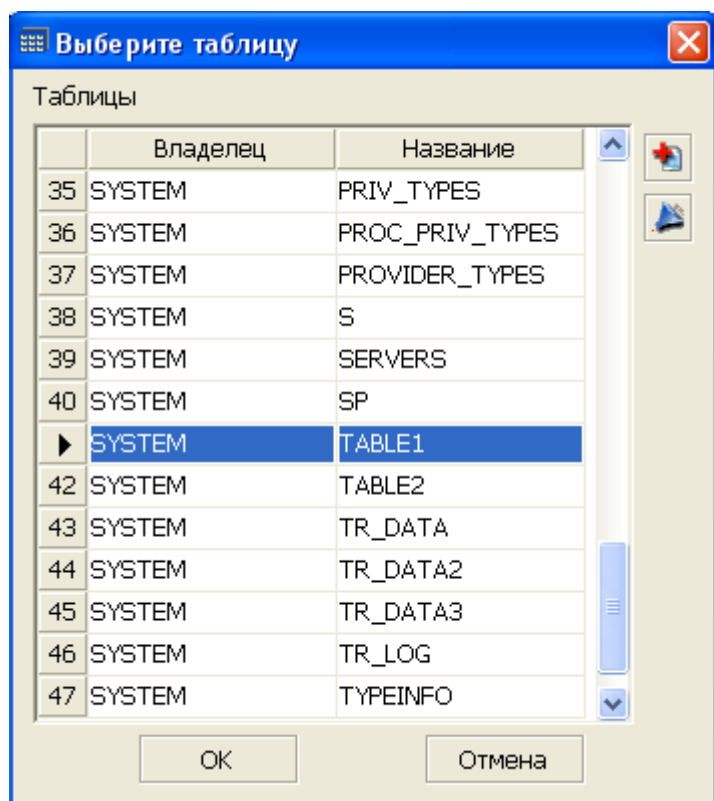 Выберите таблицу
Таблицы
Владелец Название
35 SYSTEM PRIV_TYPES
36 SYSTEM PROC_PRIV_TYPES
37 SYSTEM PROVIDER_TYPES
38 SYSTEM S
39 SYSTEM SERVERS
40 SYSTEM SP
SYSTEM TABLE1
42 SYSTEM TABLE2
43 SYSTEM TR_DATA
44 SYSTEM TR_DATA2
45 SYSTEM TR_DATA3
46 SYSTEM TR_LOG
47 SYSTEM TYPEINFO
OK Отмена